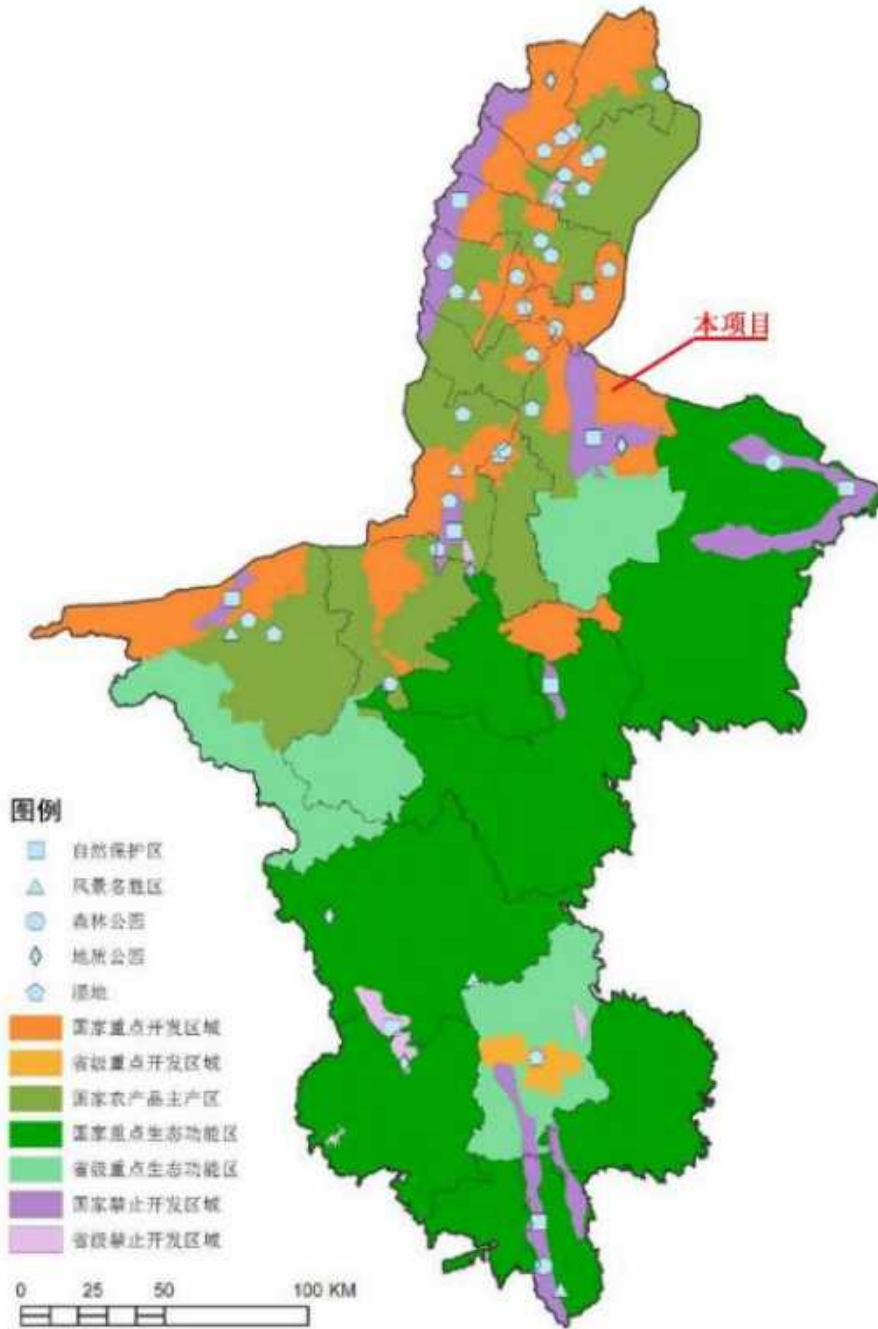 本项目
图例
自然保护区
风景名胜区
森林公园
地质公园
湿地
国家重点开发区域
省级重点开发区域
国家农产品主产区
国家重点生态功能区
省级重点生态功能区
国家禁止开发区域
省级禁止开发区域
0 25 50 100 KM